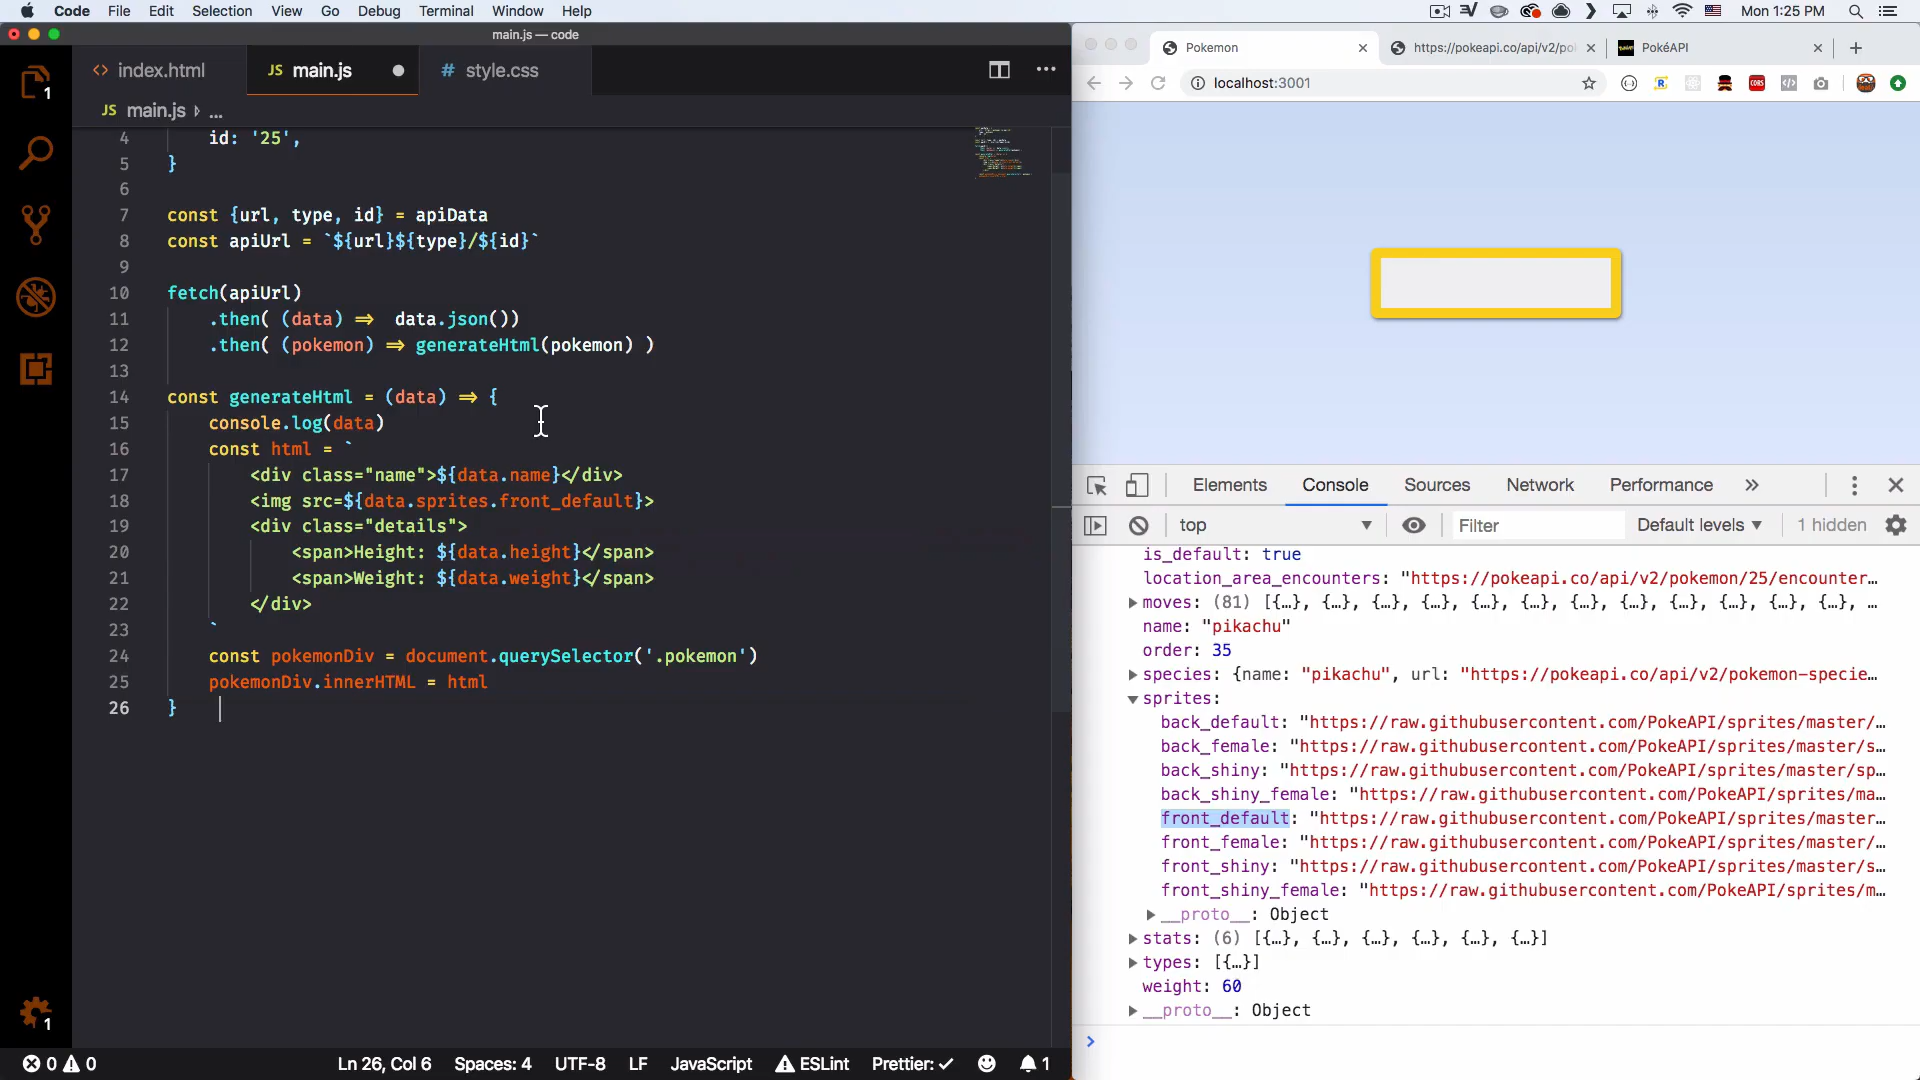 Code File Edit Selection View Go Debug Terminal Window Help
Mon 1:25 PM
main.js — code
index.html
JS main.js
# style.css
JS main.js › ...
4 id: '25',
5 }
6
7 const {url, type, id} = apiData
8 const apiUrl = `${url}${type}/${id}`
9
10 fetch(apiUrl)
11 .then( (data) => data.json())
12 .then( (pokemon) => generateHtml(pokemon) )
13
14 const generateHtml = (data) => {
15 console.log(data)
16 const html = `
17 <div class="name">${data.name}</div>
18 <img src=${data.sprites.front_default}>
19 <div class="details">
20 <span>Height: ${data.height}</span>
21 <span>Weight: ${data.weight}</span>
22 </div>
23 `
24 const pokemonDiv = document.querySelector('.pokemon')
25 pokemonDiv.innerHTML = html
26 }
1
1
0 0
Ln 26, Col 6 Spaces: 4 UTF-8 LF JavaScript ESLint Prettier: ✓ 1
Pokemon
https://pokeapi.co/api/v2/pok
PokéAPI
localhost:3001
CORS
Elements Console Sources Network Performance »
top Filter Default levels ▼ 1 hidden
is_default: true
location_area_encounters: "https://pokeapi.co/api/v2/pokemon/25/encounter…
moves: (81) [{…}, {…}, {…}, {…}, {…}, {…}, {…}, {…}, {…}, {…}, {…}, {…}, …
name: "pikachu"
order: 35
species: {name: "pikachu", url: "https://pokeapi.co/api/v2/pokemon-specie…
sprites:
back_default: "https://raw.githubusercontent.com/PokeAPI/sprites/master/…
back_female: "https://raw.githubusercontent.com/PokeAPI/sprites/master/s…
back_shiny: "https://raw.githubusercontent.com/PokeAPI/sprites/master/sp…
back_shiny_female: "https://raw.githubusercontent.com/PokeAPI/sprites/ma…
front_default: "https://raw.githubusercontent.com/PokeAPI/sprites/master…
front_female: "https://raw.githubusercontent.com/PokeAPI/sprites/master/…
front_shiny: "https://raw.githubusercontent.com/PokeAPI/sprites/master/s…
front_shiny_female: "https://raw.githubusercontent.com/PokeAPI/sprites/m…
__proto__: Object
stats: (6) [{…}, {…}, {…}, {…}, {…}, {…}]
types: [{…}]
weight: 60
__proto__: Object